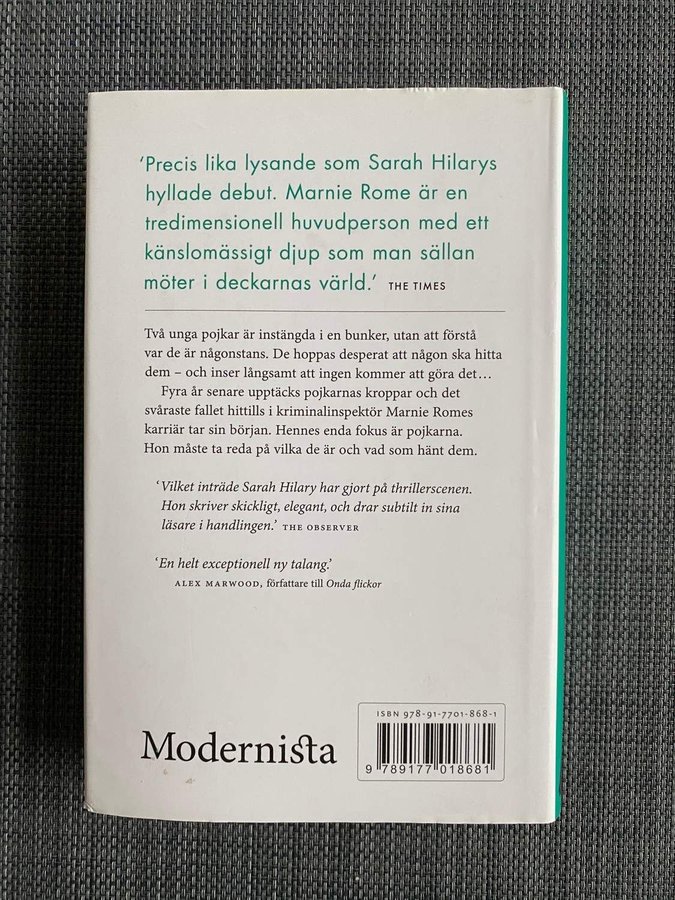 ‘Precis lika lysande som Sarah Hilarys
hyllade debut. Marnie Rome är en
tredimensionell huvudperson med ett
känslomässigt djup som man sällan
möter i deckarnas värld.’ THE TIMES
Två unga pojkar är instängda i en bunker, utan att förstå
var de är någonstans. De hoppas desperat att någon ska hitta
dem – och inser långsamt att ingen kommer att göra det…
Fyra år senare upptäcks pojkarnas kroppar och det
svåraste fallet hittills i kriminalinspektör Marnie Romes
karriär tar sin början. Hennes enda fokus är pojkarna.
Hon måste ta reda på vilka de är och vad som hänt dem.
‘Vilket inträde Sarah Hilary har gjort på thrillerscenen.
Hon skriver skickligt, elegant, och drar subtilt in sina
läsare i handlingen.’ THE OBSERVER
‘En helt exceptionell ny talang.’
ALEX MARWOOD, författare till Onda flickor
Modernista
ISBN 978-91-7701-868-1
9 789177 018681